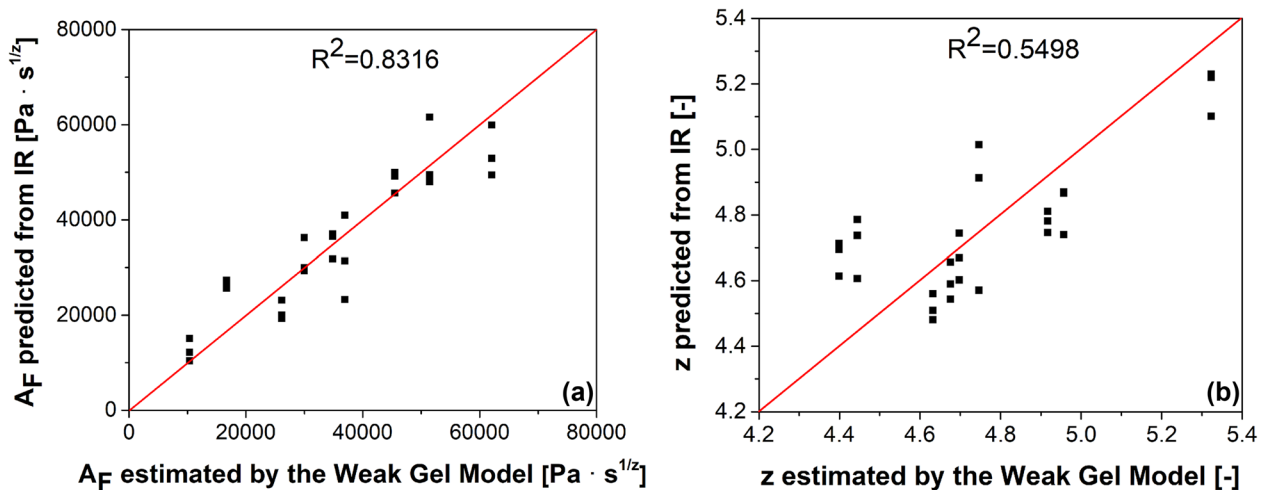 A_F predicted from IR [Pa · s^1/z]
80000
60000
40000
20000
0
R²=0.8316
(a)
0 20000 40000 60000 80000
A_F estimated by the Weak Gel Model [Pa · s^1/z]
z predicted from IR [-]
5.4
5.2
5.0
4.8
4.6
4.4
4.2
R²=0.5498
(b)
4.2 4.4 4.6 4.8 5.0 5.2 5.4
z estimated by the Weak Gel Model [-]